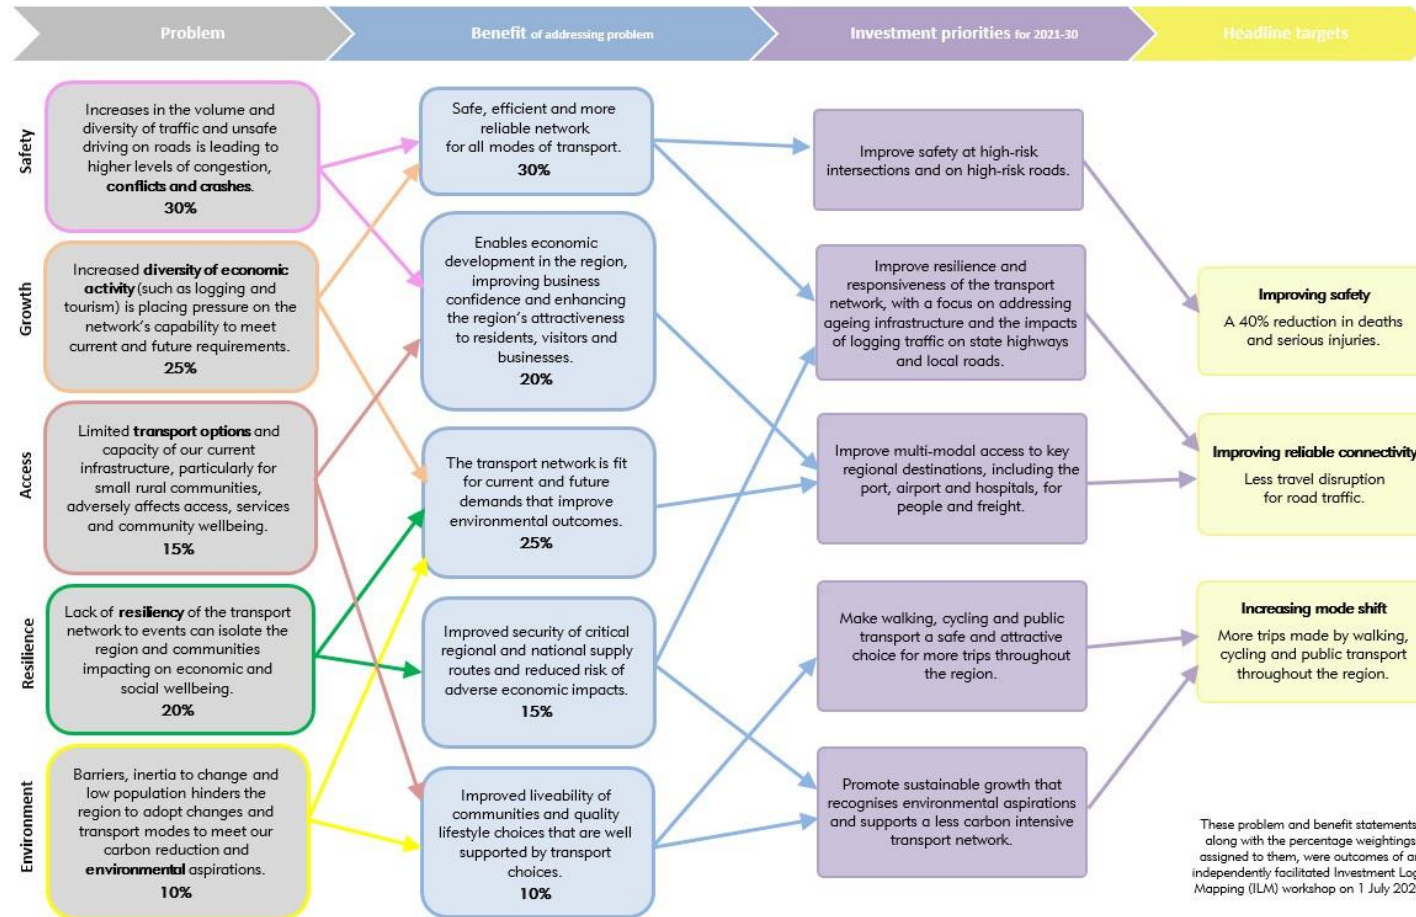 Problem
Benefit of addressing problem
Investment priorities for 2021-30
Headline targets
Safety
Increases in the volume and
diversity of traffic and unsafe
driving on roads is leading to
higher levels of congestion,
conflicts and crashes.
30%
Growth
Increased diversity of economic
activity (such as logging and
tourism) is placing pressure on the
network's capability to meet
current and future requirements.
25%
Access
Limited transport options and
capacity of our current
infrastructure, particularly for
small rural communities,
adversely affects access, services
and community wellbeing.
15%
Resilience
Lack of resiliency of the transport
network to events can isolate the
region and communities
impacting on economic and
social wellbeing.
20%
Environment
Barriers, inertia to change and
low population hinders the
region to adopt changes and
transport modes to meet our
carbon reduction and
environmental aspirations.
10%
Safe, efficient and more
reliable network
for all modes of transport.
30%
Enables economic
development in the region,
improving business
confidence and enhancing
the region's attractiveness
to residents, visitors and
businesses.
20%
The transport network is fit
for current and future
demands that improve
environmental outcomes.
25%
Improved security of critical
regional and national supply
routes and reduced risk of
adverse economic impacts.
15%
Improved liveability of
communities and quality
lifestyle choices that are well
supported by transport
choices.
10%
Improve safety at high-risk
intersections and on high-risk roads.
Improve resilience and
responsiveness of the transport
network, with a focus on addressing
ageing infrastructure and the impacts
of logging traffic on state highways
and local roads.
Improve multi-modal access to key
regional destinations, including the
port, airport and hospitals, for
people and freight.
Make walking, cycling and public
transport a safe and attractive
choice for more trips throughout
the region.
Promote sustainable growth that
recognises environmental aspirations
and supports a less carbon intensive
transport network.
Improving safety
A 40% reduction in deaths
and serious injuries.
Improving reliable connectivity
Less travel disruption
for road traffic.
Increasing mode shift
More trips made by walking,
cycling and public transport
throughout the region.
These problem and benefit statements
along with the percentage weightings
assigned to them, were outcomes of
independently facilitated Investment
Mapping (ILM) workshop on 1 July